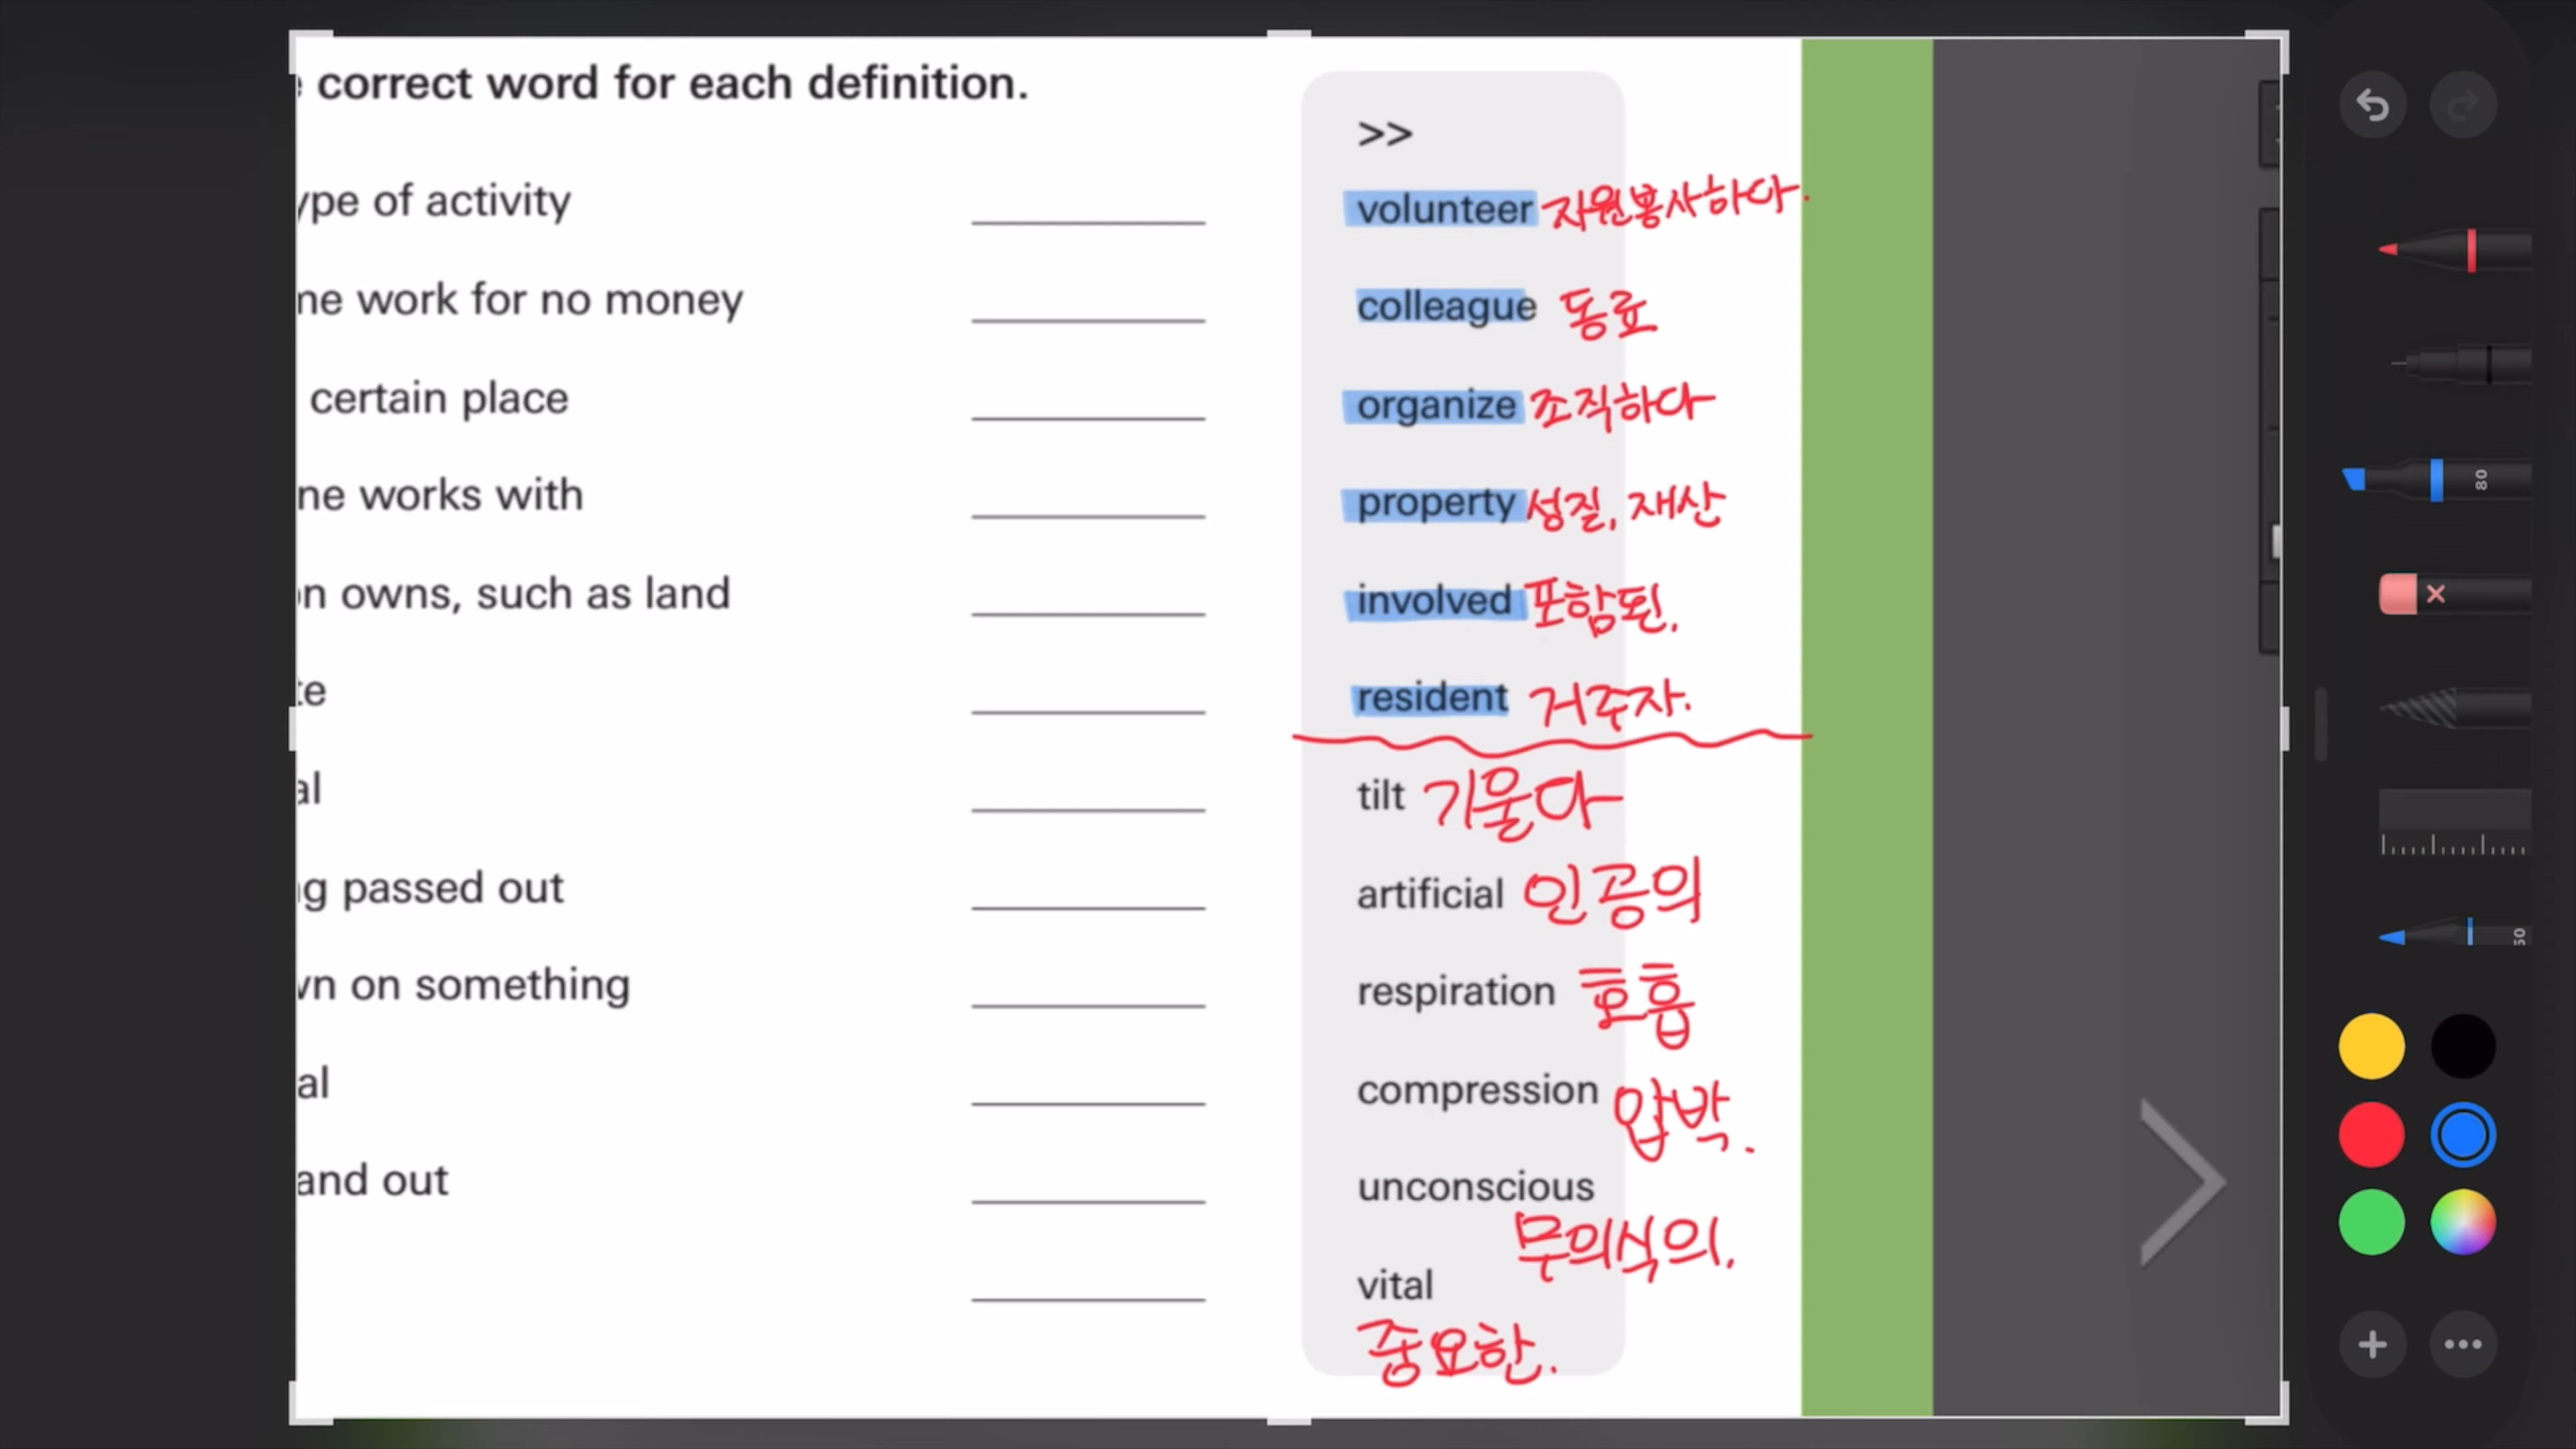 correct word for each definition.
ype of activity
ne work for no money
certain place
ne works with
n owns, such as land
te
al
g passed out
wn on something
al
and out
>>
volunteer 자원봉사하다.
colleague 동료
organize 조직하다
property 성질, 재산
involved 포함된.
resident 거주자.
tilt 기울다
artificial 인공의
respiration 호흡
compression 압박.
unconscious
무의식의.
vital
중요한.
80
50